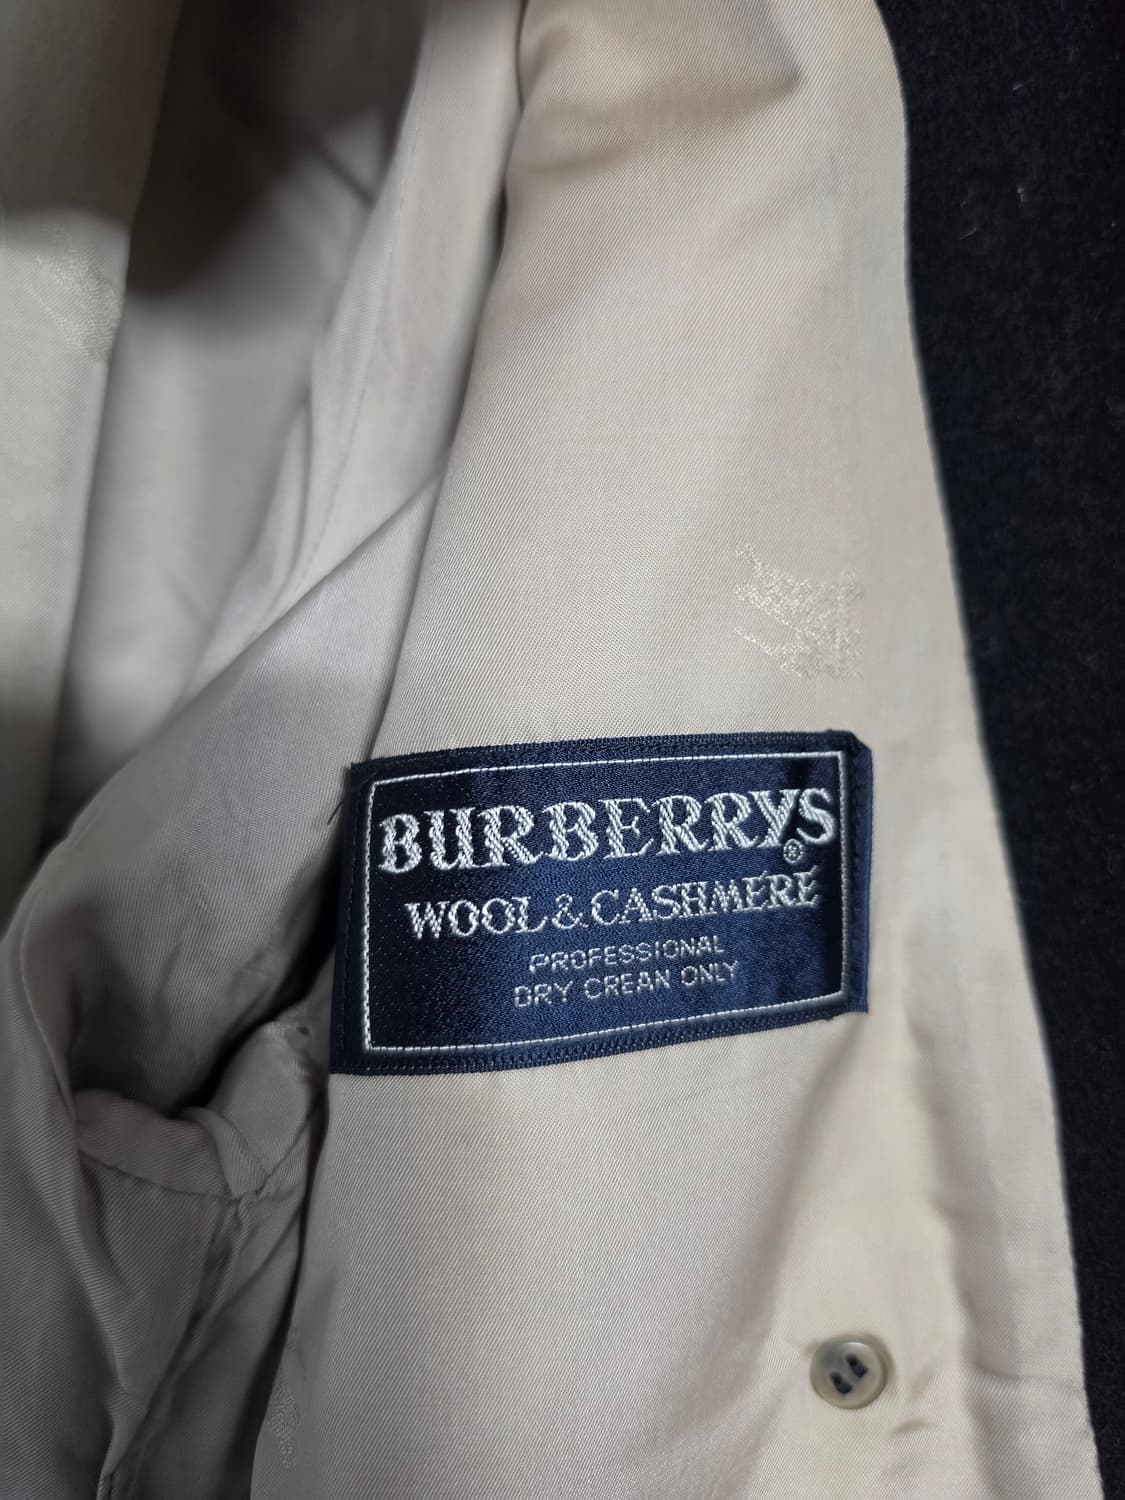 BURBERRYS®
WOOL & CASHMERE
PROFESSIONAL
DRY CREAN ONLY